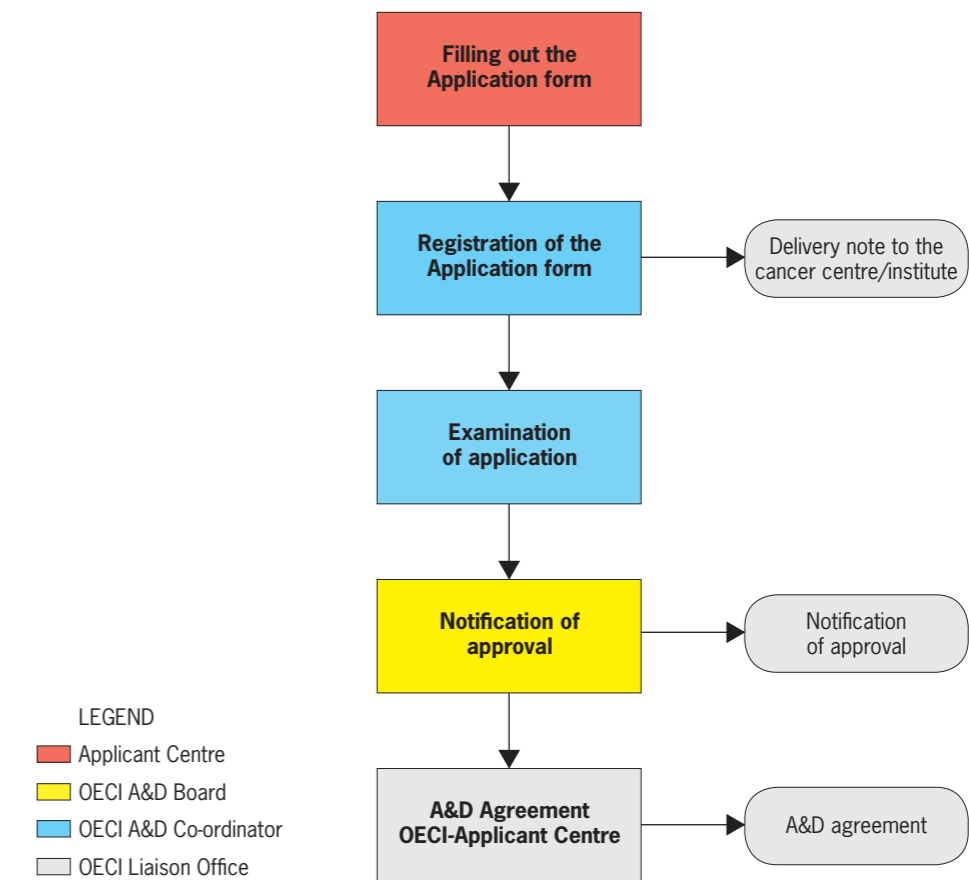 Filling out the
Application form
Registration of the
Application form
Delivery note to the
cancer centre/institute
Examination
of application
Notification of
approval
Notification
of approval
A&D Agreement
OECI-Applicant Centre
A&D agreement
LEGEND
Applicant Centre
OECI A&D Board
OECI A&D Co-ordinator
OECI Liaison Office